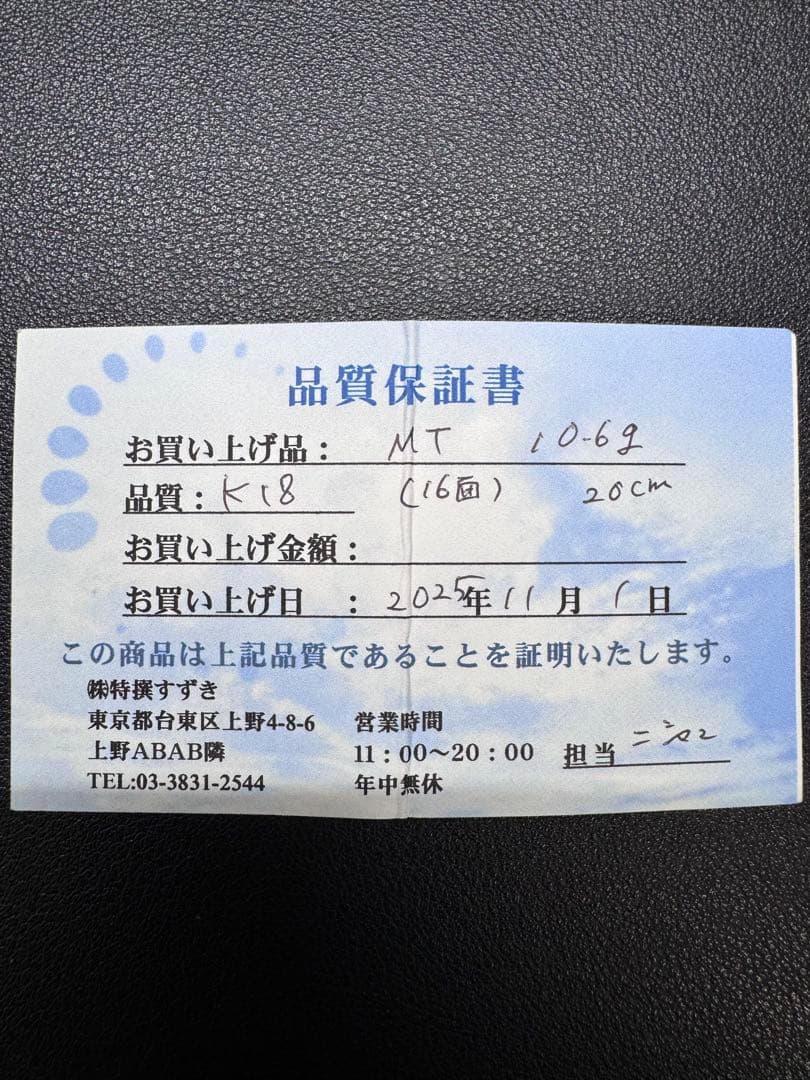 品質保証書
お買い上げ品： MT 10.6g
品質：K18 (16面) 20cm
お買い上げ金額：
お買い上げ日 ： 2025年11月1日
この商品は上記品質であることを証明いたします。
㈱特撰すずき
東京都台東区上野4-8-6 営業時間
上野ABAB隣 11：00〜20：00 担当
TEL:03-3831-2544 年中無休